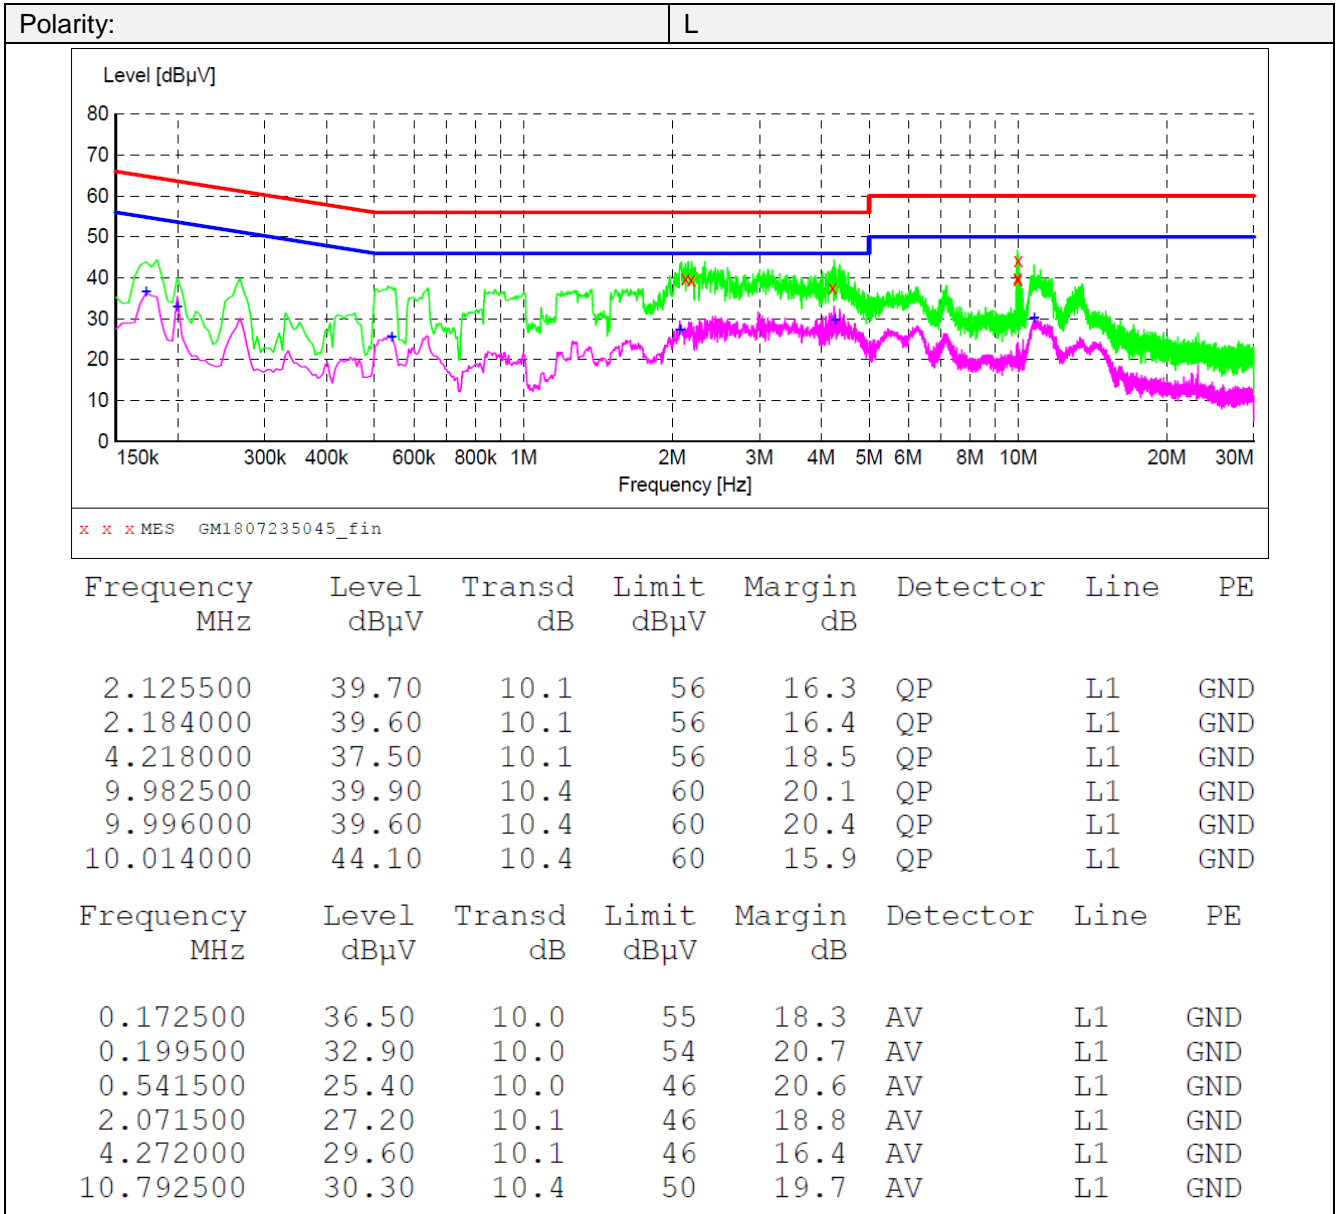 Polarity: L
Level [dBµV]
80
70
60
50
40
30
20
10
0
150k 300k 400k 600k 800k 1M 2M 3M 4M 5M 6M 8M 10M 20M 30M
Frequency [Hz]
x x x MES GM1807235045_fin
Frequency Level Transd Limit Margin Detector Line PE
MHz dBµV dB dBµV dB
2.125500 39.70 10.1 56 16.3 QP L1 GND
2.184000 39.60 10.1 56 16.4 QP L1 GND
4.218000 37.50 10.1 56 18.5 QP L1 GND
9.982500 39.90 10.4 60 20.1 QP L1 GND
9.996000 39.60 10.4 60 20.4 QP L1 GND
10.014000 44.10 10.4 60 15.9 QP L1 GND
Frequency Level Transd Limit Margin Detector Line PE
MHz dBµV dB dBµV dB
0.172500 36.50 10.0 55 18.3 AV L1 GND
0.199500 32.90 10.0 54 20.7 AV L1 GND
0.541500 25.40 10.0 46 20.6 AV L1 GND
2.071500 27.20 10.1 46 18.8 AV L1 GND
4.272000 29.60 10.1 46 16.4 AV L1 GND
10.792500 30.30 10.4 50 19.7 AV L1 GND